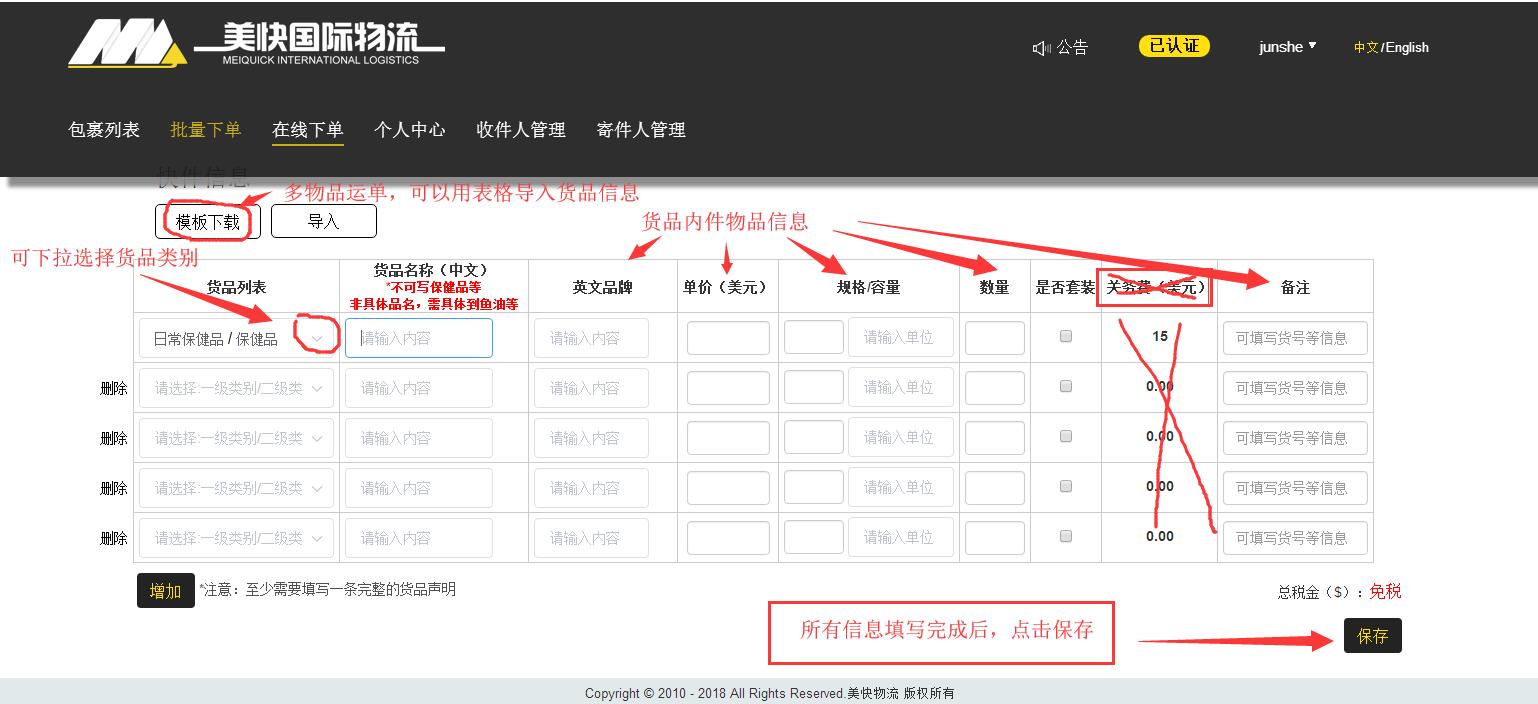 美快国际物流
MEIQUICK INTERNATIONAL LOGISTICS
公告
已认证
junshe
中文/English
包裹列表 批量下单 在线下单 个人中心 收件人管理 寄件人管理
快件信息
多物品运单，可以用表格导入货品信息
模板下载 导入
货品内件物品信息
可下拉选择货品类别
货品列表
货品名称（中文）
*不可写保健品等
非具体品名，需具体到鱼油等
英文品牌
单价（美元）
规格/容量
数量
是否套装
关务费（美元）
备注
日常保健品 / 保健品 请输入内容 请输入内容 请输入单位 15 可填写货号等信息
删除 请选择:一级类别/二级类 请输入内容 请输入内容 请输入单位 0.00 可填写货号等信息
删除 请选择:一级类别/二级类 请输入内容 请输入内容 请输入单位 0.00 可填写货号等信息
删除 请选择:一级类别/二级类 请输入内容 请输入内容 请输入单位 0.00 可填写货号等信息
删除 请选择:一级类别/二级类 请输入内容 请输入内容 请输入单位 0.00 可填写货号等信息
增加 *注意：至少需要填写一条完整的货品声明
总税金（$）：免税
所有信息填写完成后，点击保存
保存
Copyright © 2010 - 2018 All Rights Reserved.美快物流 版权所有